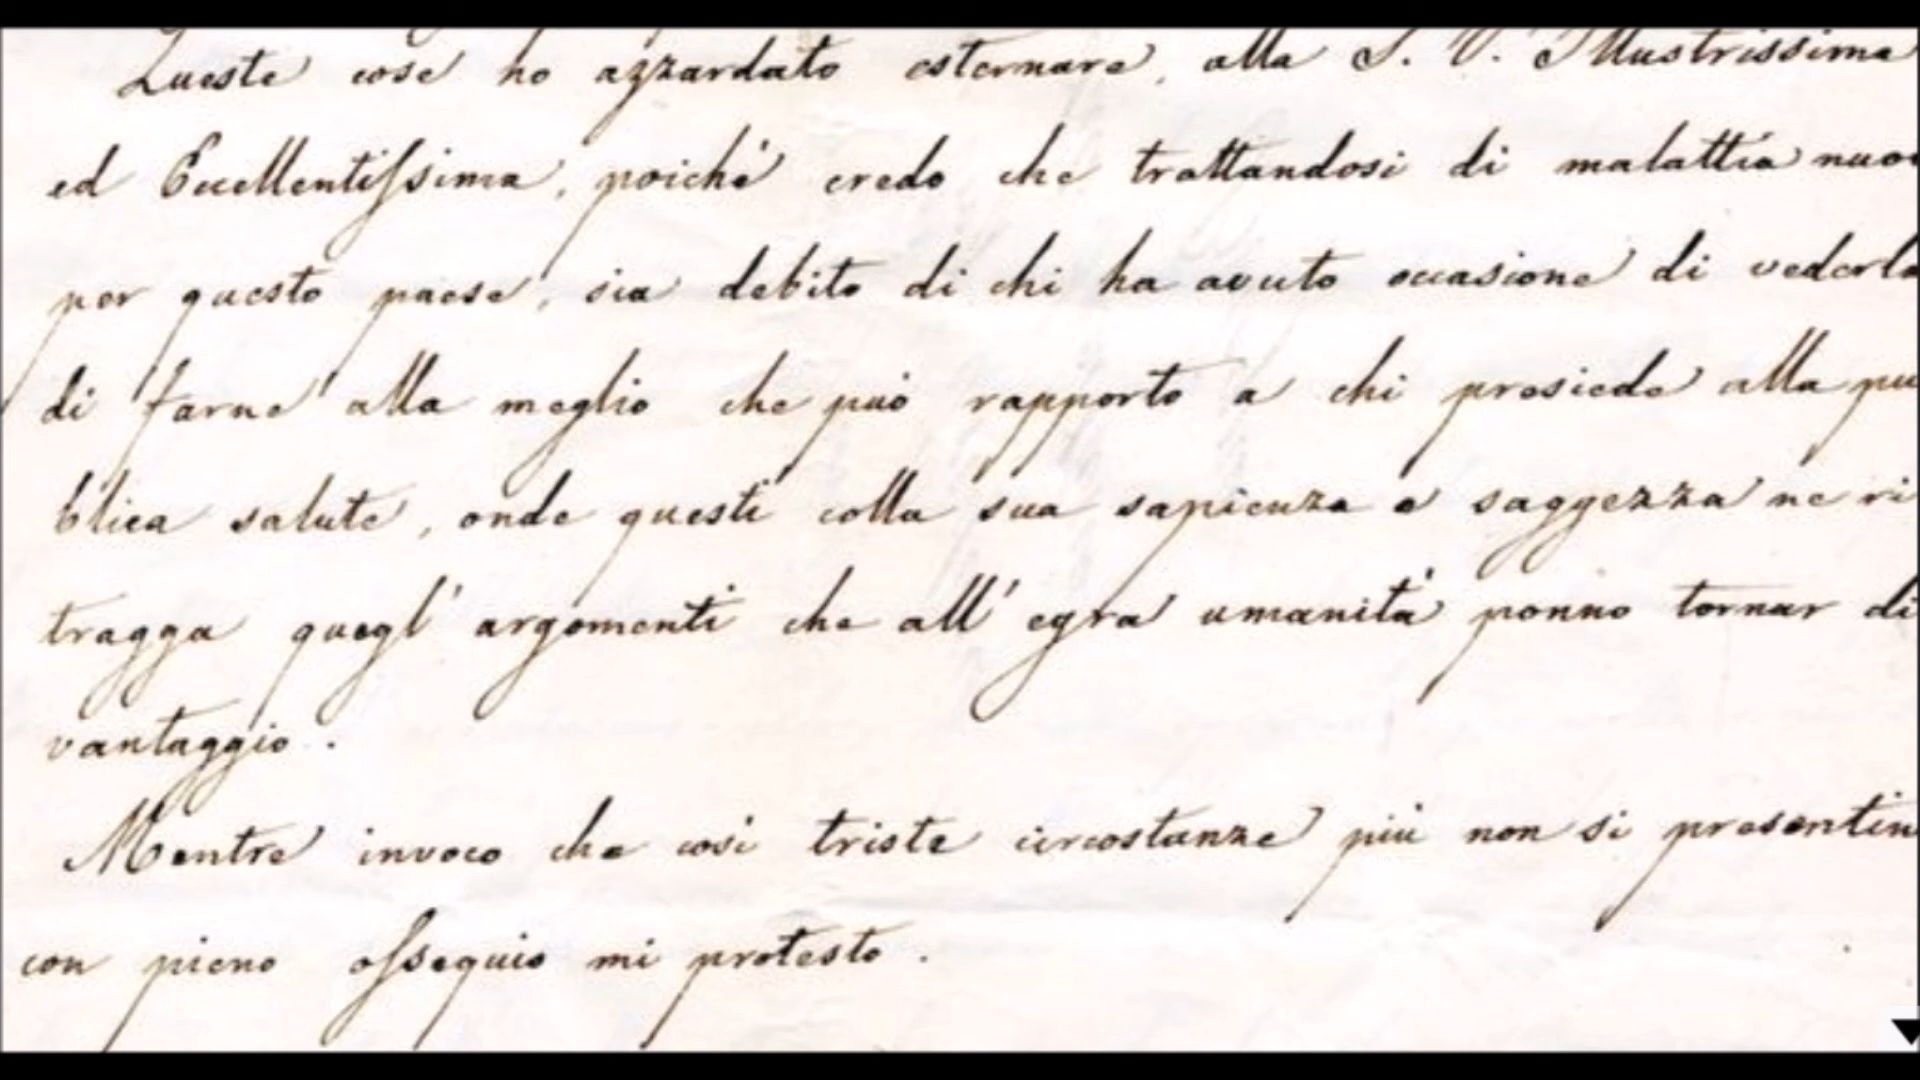 Queste cose ho azzardato esternare, alla S. V. Illustrissima
ed Eccellentissima, poichè credo che trattandosi di malattia nuo
per questo paese, sia debito di chi ha avuto occasione di vederla
di farne alla meglio che può rapporto a chi presiede alla pu
blica salute, onde questi colla sua sapienza e saggezza ne ri
tragga quegl' argomenti che all' egra umanità ponno tornar di
vantaggio.
Mentre invoco che così triste circostanze più non si presentin
con pieno ossequio mi protesto.